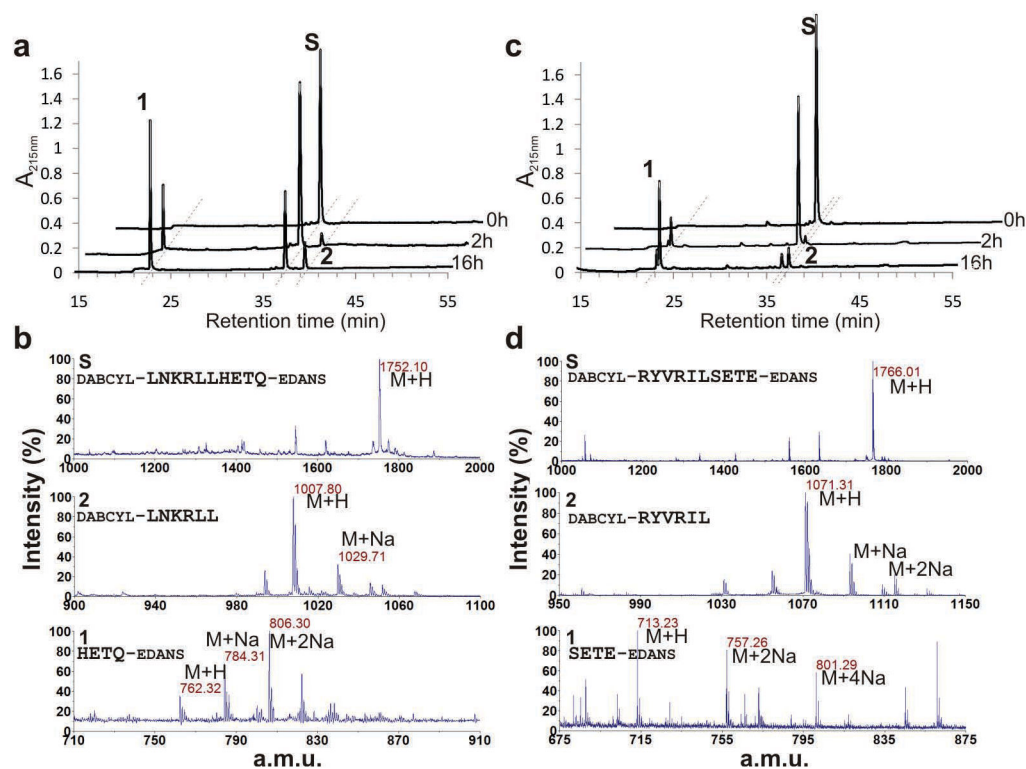 a
S
1
2
1.6
1.4
1.2
1
0.8
0.6
0.4
0.2
0
A215nm
0h
2h
16h
15
25
35
45
55
Retention time (min)
c
S
1
2
1.6
1.4
1.2
1
0.8
0.6
0.4
0.2
0
A215nm
0h
2h
16h
15
25
35
45
55
Retention time (min)
b
S
DABCYL-LNKRLLHETQ-EDANS
1752.10
M+H
100
80
60
40
20
0
1000 1200 1400 1600 1800 2000
2
DABCYL-LNKRLL
1007.80
M+H
M+Na
1029.71
100
80
60
40
20
0
900 940 980 1020 1060 1100
1
HETQ-EDANS
M+H
762.32
M+Na
784.31
806.30
M+2Na
100
80
60
40
20
0
710 750 790 830 870 910
Intensity (%)
a.m.u.
d
S
DABCYL-RYVRILSETE-EDANS
1766.01
M+H
100
80
60
40
20
0
1000 1200 1400 1600 1800 2000
2
DABCYL-RYVRIL
1071.31
M+H
M+Na
M+2Na
100
80
60
40
20
0
950 990 1030 1070 1110 1150
1
SETE-EDANS
713.23
M+H
757.26
M+2Na
801.29
M+4Na
100
80
60
40
20
0
675 715 755 795 835 875
Intensity (%)
a.m.u.